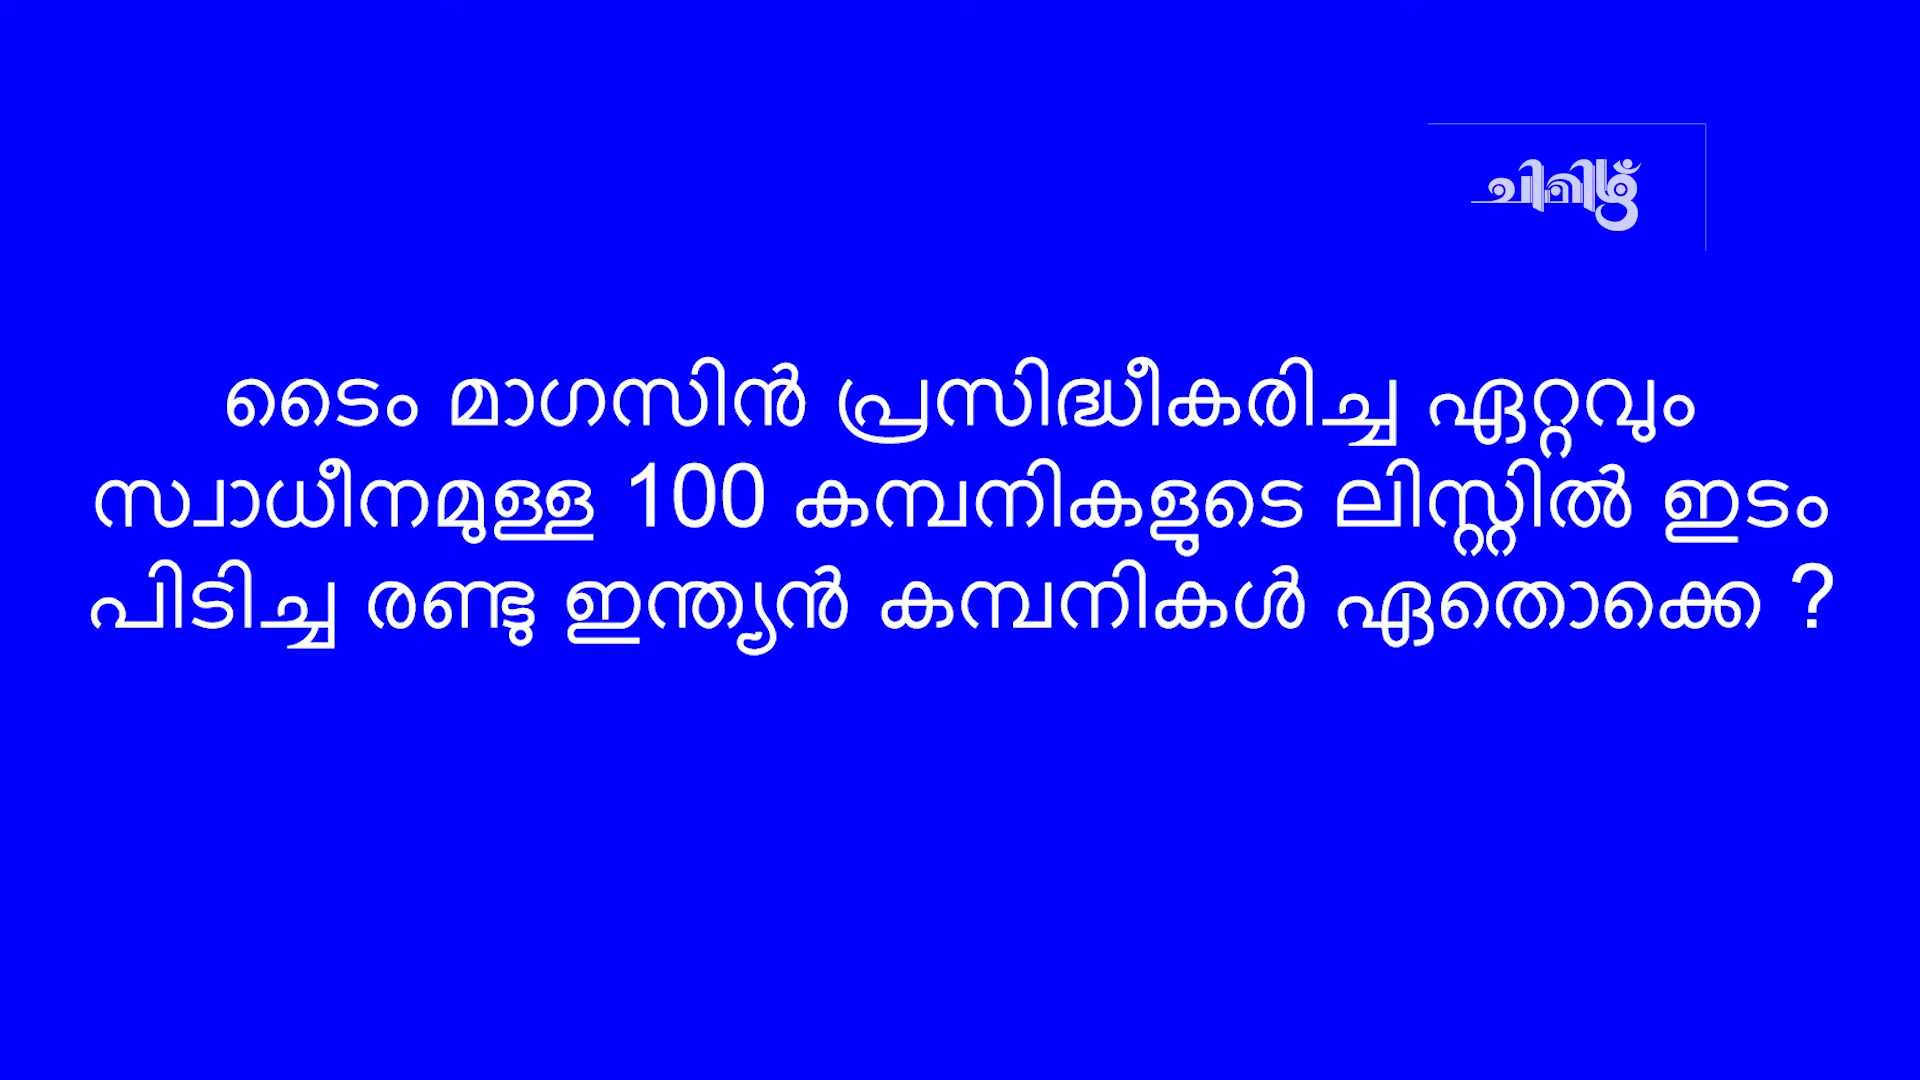 ചിമിഴ്
ടൈം മാഗസിൻ പ്രസിദ്ധീകരിച്ച ഏറ്റവും
സ്വാധീനമുള്ള 100 കമ്പനികളുടെ ലിസ്റ്റിൽ ഇടം
പിടിച്ച രണ്ടു ഇന്ത്യൻ കമ്പനികൾ ഏതൊക്കെ ?